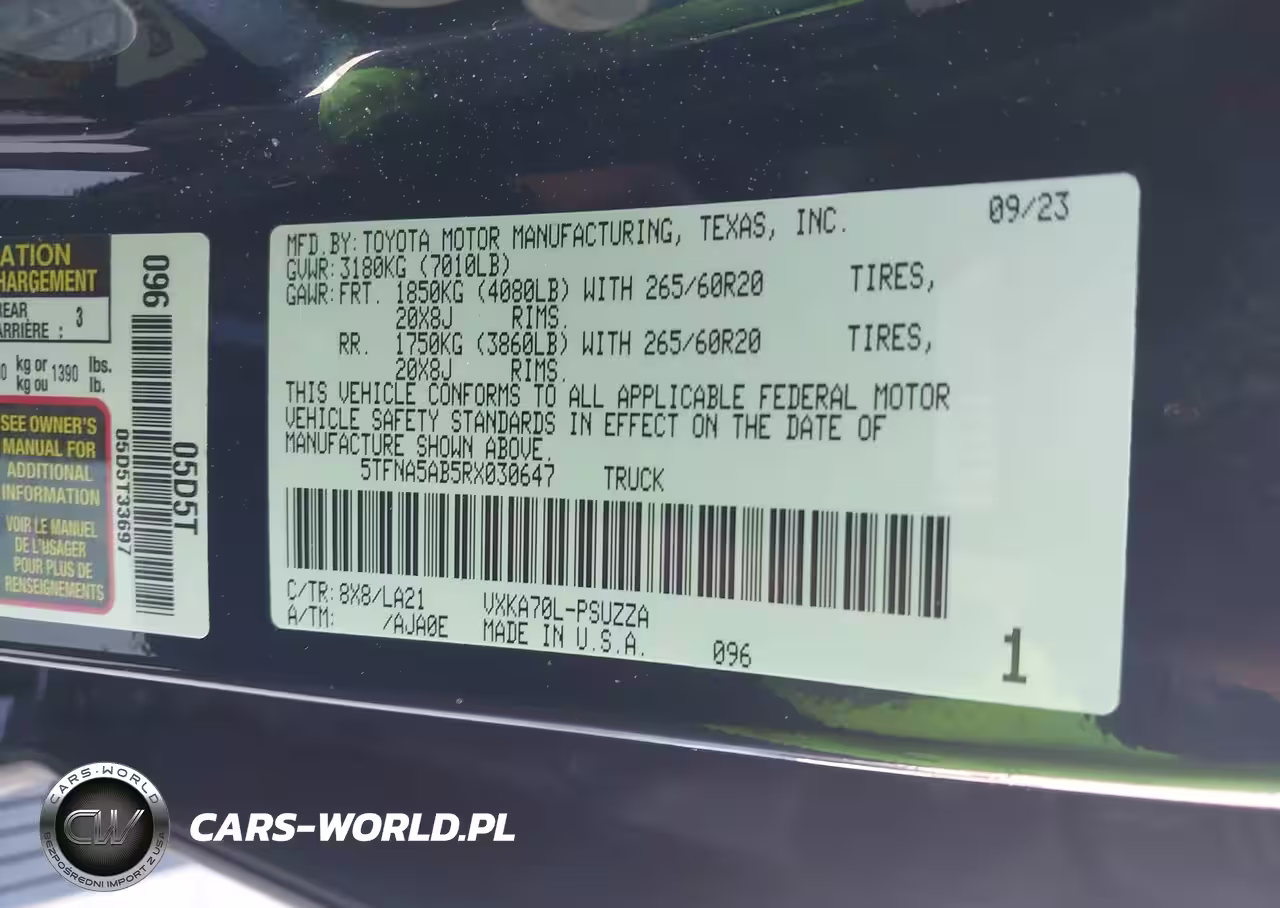 ATION
HARGEMENT
REAR
ARRIÈRE : 3
0 kg or 1390 lbs.
kg ou lb.
SEE OWNER'S
MANUAL FOR
ADDITIONAL
INFORMATION
VOIR LE MANUEL
DE L'USAGER
POUR PLUS DE
RENSEIGNEMENTS
05D5T33697
096
05D5T
09/23
MFD.BY:TOYOTA MOTOR MANUFACTURING, TEXAS, INC.
GVWR:3180KG (7010LB)
GAWR:FRT. 1850KG (4080LB) WITH 265/60R20 TIRES,
20X8J RIMS.
RR. 1750KG (3860LB) WITH 265/60R20 TIRES,
20X8J RIMS.
THIS VEHICLE CONFORMS TO ALL APPLICABLE FEDERAL MOTOR
VEHICLE SAFETY STANDARDS IN EFFECT ON THE DATE OF
MANUFACTURE SHOWN ABOVE.
5TFNA5AB5RX030647 TRUCK
C/TR:8X8/LA21 VXKA70L-PSUZZA
A/TM: /AJA0E MADE IN U.S.A. 096
1
CARS-WORLD
CW
BEZPOŚREDNI IMPORT Z USA
CARS-WORLD.PL